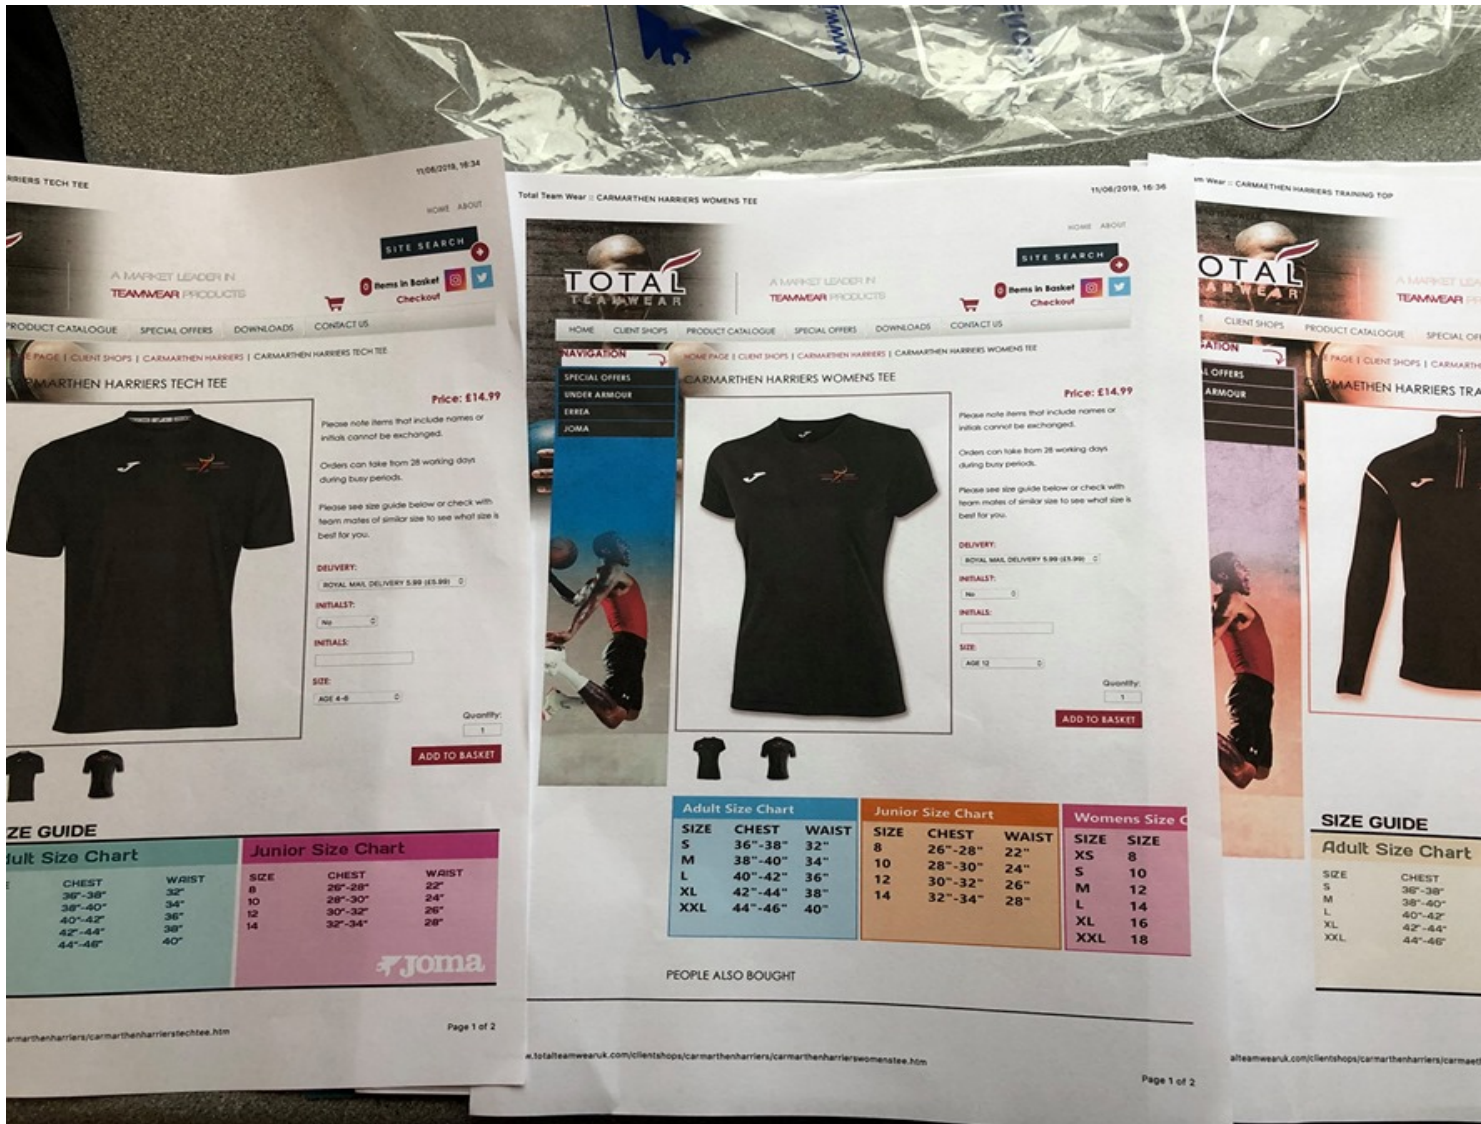 www.
RRIERS TECH TEE
11/06/2019, 16:34
HOME ABOUT
SITE SEARCH
A MARKET LEADER IN
TEAMWEAR PRODUCTS
0 Items in Basket
Checkout
PRODUCT CATALOGUE SPECIAL OFFERS DOWNLOADS CONTACT US
E PAGE | CLIENT SHOPS | CARMARTHEN HARRIERS | CARMARTHEN HARRIERS TECH TEE
CARMARTHEN HARRIERS TECH TEE
Price: £14.99
Please note items that include names or
initials cannot be exchanged.
Orders can take from 28 working days
during busy periods.
Please see size guide below or check with
team mates of similar size to see what size is
best for you.
DELIVERY:
ROYAL MAIL DELIVERY 5.99 (£5.99)
INITIALS?:
No
INITIALS:
SIZE:
AGE 4-6
Quantity:
1
ADD TO BASKET
ZE GUIDE
dult Size Chart
CHEST WAIST
36"-38" 32"
38"-40" 34"
40"-42" 36"
42"-44" 38"
44"-46" 40"
Junior Size Chart
SIZE CHEST WAIST
8 26"-28" 22"
10 28"-30" 24"
12 30"-32" 26"
14 32"-34" 28"
Joma
armarthenharriers/carmarthenharrierstechtee.htm
Page 1 of 2
Total Team Wear :: CARMARTHEN HARRIERS WOMENS TEE
11/06/2019, 16:36
HOME ABOUT
SITE SEARCH
TOTAL
TEAMWEAR
A MARKET LEADER IN
TEAMWEAR PRODUCTS
0 Items in Basket
Checkout
HOME CLIENT SHOPS PRODUCT CATALOGUE SPECIAL OFFERS DOWNLOADS CONTACT US
NAVIGATION
HOME PAGE | CLIENT SHOPS | CARMARTHEN HARRIERS | CARMARTHEN HARRIERS WOMENS TEE
SPECIAL OFFERS
UNDER ARMOUR
ERREA
JOMA
CARMARTHEN HARRIERS WOMENS TEE
Price: £14.99
Please note items that include names or
initials cannot be exchanged.
Orders can take from 28 working days
during busy periods.
Please see size guide below or check with
team mates of similar size to see what size is
best for you.
DELIVERY:
ROYAL MAIL DELIVERY 5.99 (£5.99)
INITIALS?:
No
INITIALS:
SIZE:
AGE 12
Quantity:
1
ADD TO BASKET
Adult Size Chart
SIZE CHEST WAIST
S 36"-38" 32"
M 38"-40" 34"
L 40"-42" 36"
XL 42"-44" 38"
XXL 44"-46" 40"
Junior Size Chart
SIZE CHEST WAIST
8 26"-28" 22"
10 28"-30" 24"
12 30"-32" 26"
14 32"-34" 28"
Womens Size C
SIZE SIZE
XS 8
S 10
M 12
L 14
XL 16
XXL 18
PEOPLE ALSO BOUGHT
w.totalteamwearuk.com/clientshops/carmarthenharriers/carmarthenharrierswomenstee.htm
Page 1 of 2
am Wear :: CARMAETHEN HARRIERS TRAINING TOP
OTAL
TEAMWEAR
A MARKET LEA
TEAMWEAR PR
E CLIENT SHOPS PRODUCT CATALOGUE SPECIAL OF
GATION
E PAGE | CLIENT SHOPS | CARMARTH
L OFFERS
ARMOUR
CARMAETHEN HARRIERS TRA
SIZE GUIDE
Adult Size Chart
SIZE CHEST
S 36"-38"
M 38"-40"
L 40"-42"
XL 42"-44"
XXL 44"-46"
alteamwearuk.com/clientshops/carmarthenharriers/carmaet